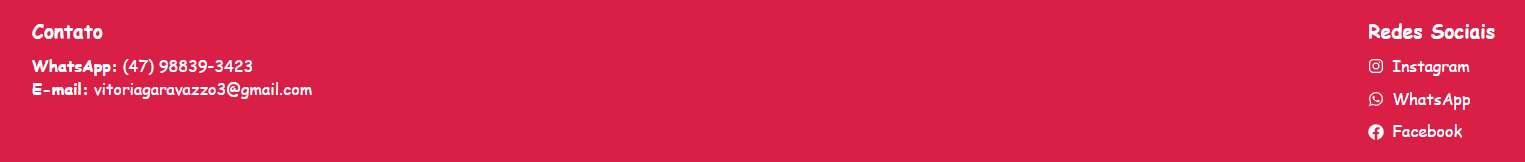 Contato
WhatsApp: (47) 98839-3423
E-mail: vitoriagaravazzo3@gmail.com
Redes Sociais
Instagram
WhatsApp
Facebook